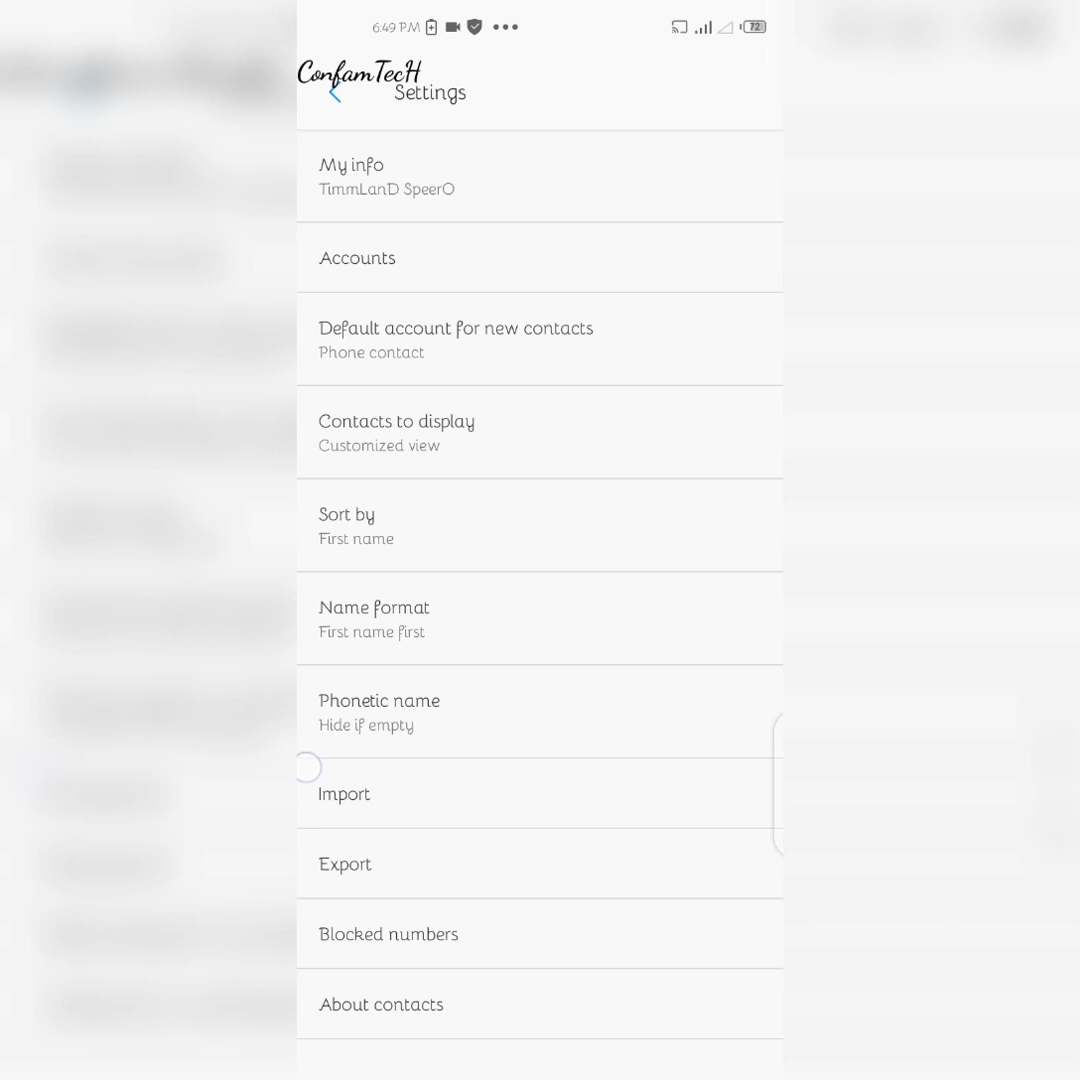 6:49 PM
72
ConfamTecH
Settings
My info
TimmLanD SpeerO
Accounts
Default account for new contacts
Phone contact
Contacts to display
Customized view
Sort by
First name
Name format
First name first
Phonetic name
Hide if empty
Import
Export
Blocked numbers
About contacts